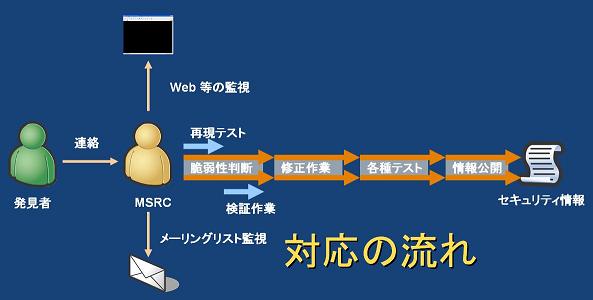 Web 等の監視
連絡
再現テスト
脆弱性判断
修正作業
各種テスト
情報公開
発見者
MSRC
検証作業
セキュリティ情報
メーリングリスト監視
対応の流れ